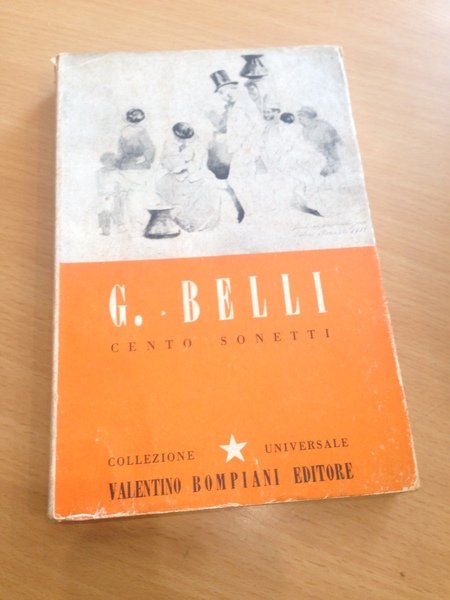 G. BELLI
CENTO SONETTI
COLLEZIONE UNIVERSALE
VALENTINO BOMPIANI EDITORE